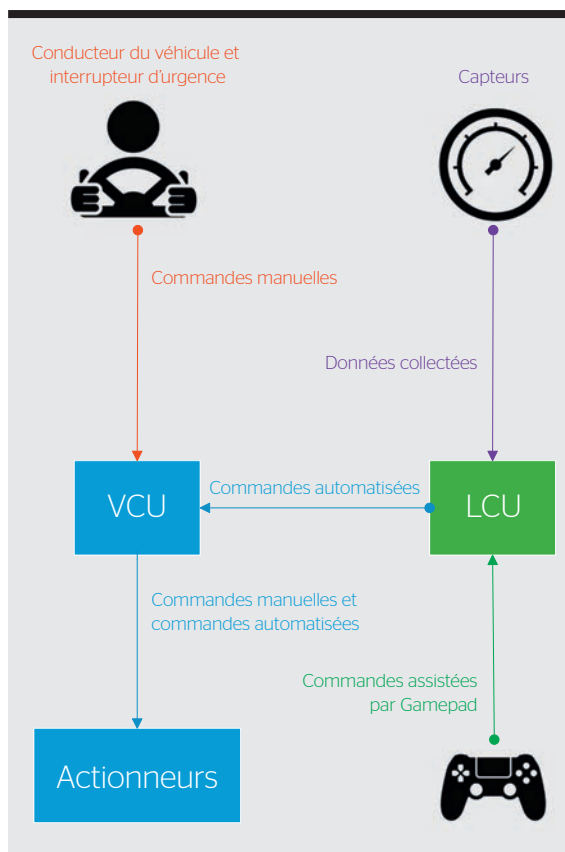 Conducteur du véhicule et
interrupteur d'urgence
Capteurs
Commandes manuelles
Données collectées
VCU
Commandes automatisées
LCU
Commandes manuelles et
commandes automatisées
Commandes assistées
par Gamepad
Actionneurs